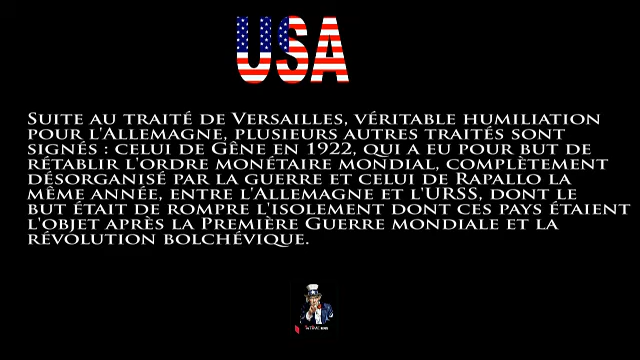 USA
Suite au traité de Versailles, véritable humiliation
pour l'Allemagne, plusieurs autres traités sont
signés : celui de Gêne en 1922, qui a eu pour but de
rétablir l'ordre monétaire mondial, complètement
désorganisé par la guerre et celui de Rapallo la
même année, entre l'Allemagne et l'URSS, dont le
but était de rompre l'isolement dont ces pays étaient
l'objet après la Première Guerre mondiale et la
révolution bolchévique.